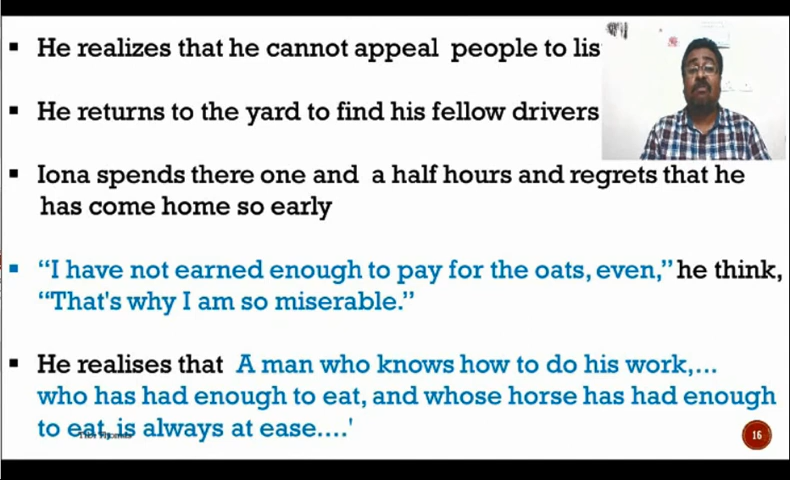 ▪ He realizes that he cannot appeal people to lis
▪ He returns to the yard to find his fellow drivers
▪ Iona spends there one and a half hours and regrets that he
has come home so early
▪ “I have not earned enough to pay for the oats, even,” he think,
“That's why I am so miserable.”
▪ He realises that A man who knows how to do his work,...
who has had enough to eat, and whose horse has had enough
to eat, is always at ease….'
16